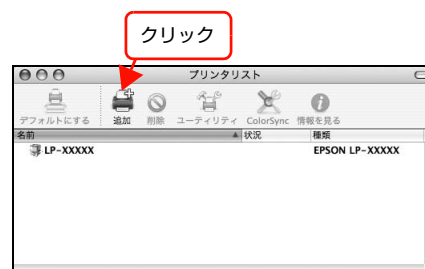 クリック
プリンタリスト
デフォルトにする 追加 削除 ユーティリティ ColorSync 情報を見る
名前 状況 種類
LP-XXXXX EPSON LP-XXXXX